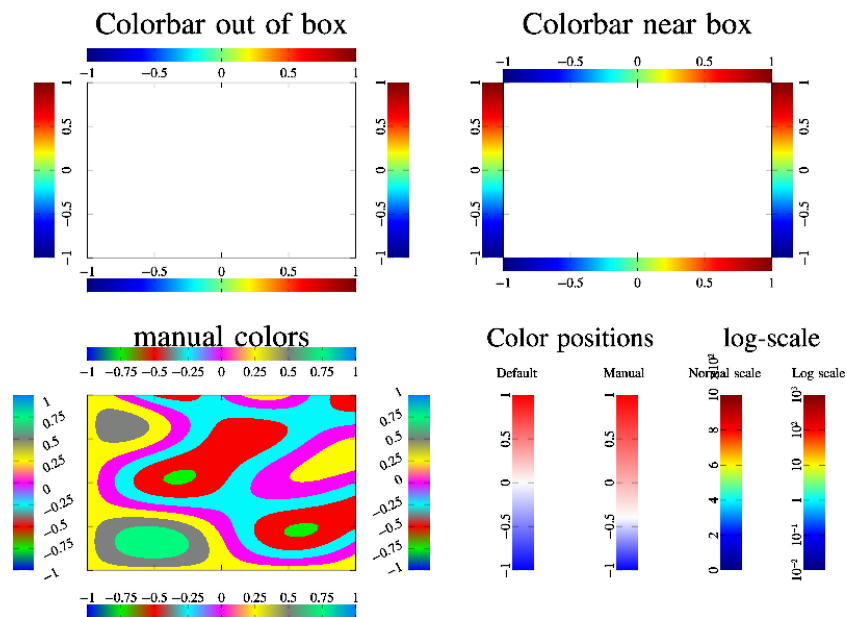 Colorbar out of box
−1 −0.5 0 0.5 1
1 0.5 0 −0.5 −1
1 0.5 0 −0.5 −1
−1 −0.5 0 0.5 1
Colorbar near box
−1 −0.5 0 0.5 1
1 0.5 0 −0.5 −1
1 0.5 0 −0.5 −1
−1 −0.5 0 0.5 1
manual colors
−1 −0.75 −0.5 −0.25 0 0.25 0.5 0.75 1
1 0.75 0.5 0.25 0 −0.25 −0.5 −0.75 −1
1 0.75 0.5 0.25 0 −0.25 −0.5 −0.75 −1
−1 −0.75 −0.5 −0.25 0 0.25 0.5 0.75 1
Color positions
Default
1 0.5 0 −0.5 −1
Manual
1 0.5 0 −0.5 −1
log-scale
Normal scale
10 8 6 4 2 0
Log scale
10³ 10² 10 1 10⁻¹ 10⁻²